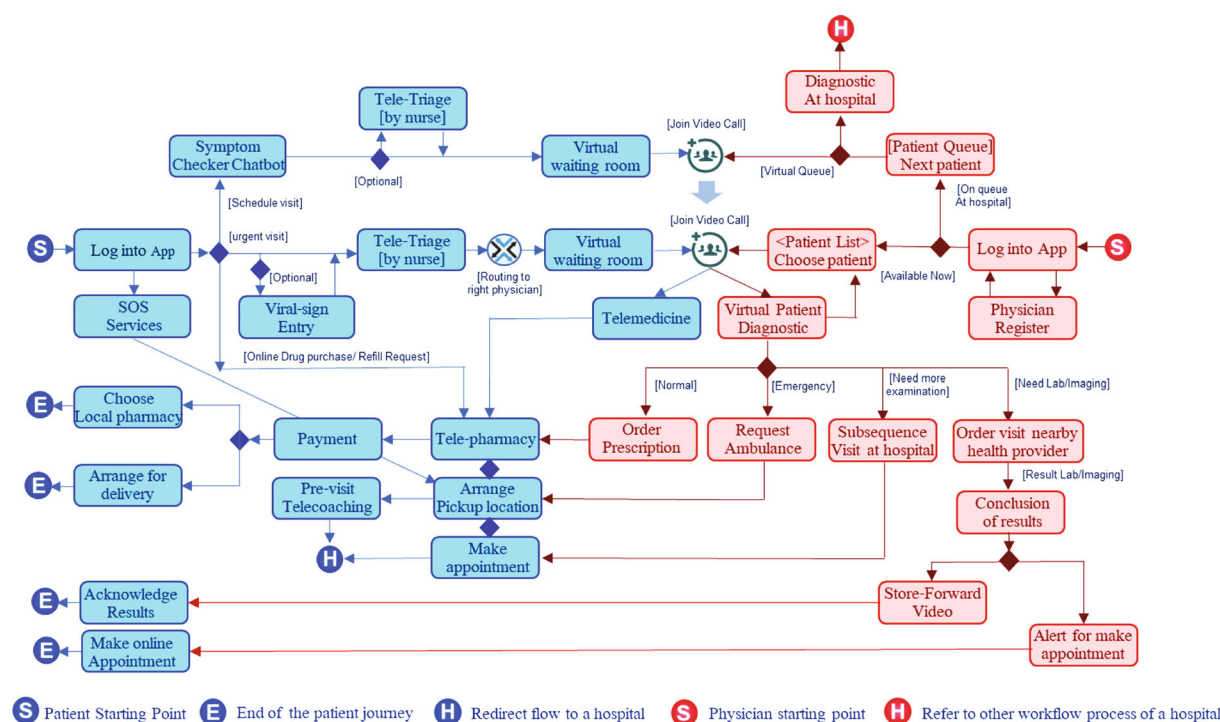 H
Diagnostic
At hospital
Tele-Triage
[by nurse]
[Join Video Call]
Symptom
Checker Chatbot
Virtual
waiting room
[Patient Queue]
Next patient
[Optional]
[Virtual Queue]
[Schedule visit]
[On queue
At hospital]
[Join Video Call]
S
Log into App
[urgent visit]
Tele-Triage
[by nurse]
Virtual
waiting room
<Patient List>
Choose patient
Log into App
S
[Optional]
[Routing to
right physician]
[Available Now]
SOS
Services
Viral-sign
Entry
Telemedicine
Virtual Patient
Diagnostic
Physician
Register
[Online Drug purchase/ Refill Request]
[Normal]
[Emergency]
[Need more
examination]
[Need Lab/Imaging]
E
Choose
Local pharmacy
Payment
Tele-pharmacy
Order
Prescription
Request
Ambulance
Subsequence
Visit at hospital
Order visit nearby
health provider
E
Arrange for
delivery
Pre-visit
Telecoaching
Arrange
Pickup location
[Result Lab/Imaging]
Conclusion
of results
H
Make
appointment
E
Acknowledge
Results
Store-Forward
Video
E
Make online
Appointment
Alert for make
appointment
S Patient Starting Point
E End of the patient journey
H Redirect flow to a hospital
S Physician starting point
H Refer to other workflow process of a hospital